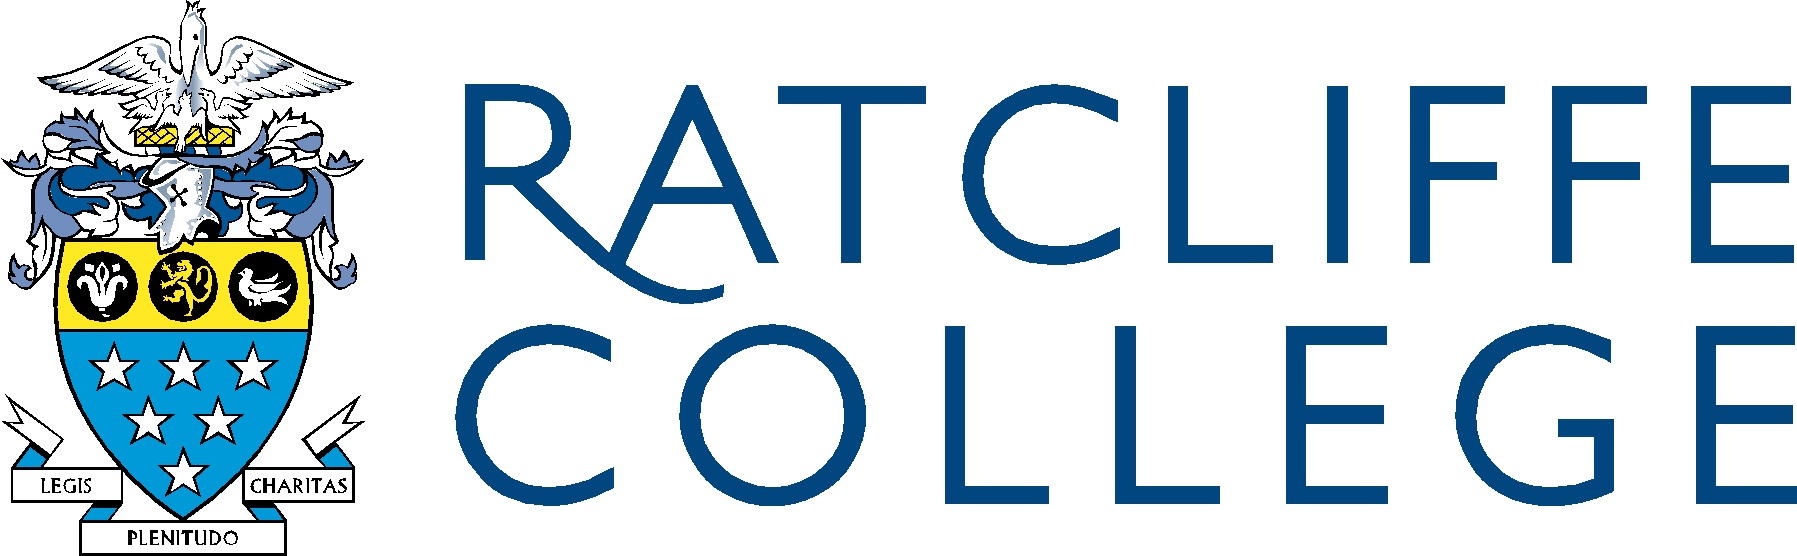 RATCLIFFE
COLLEGE
LEGIS
PLENITUDO
CHARITAS